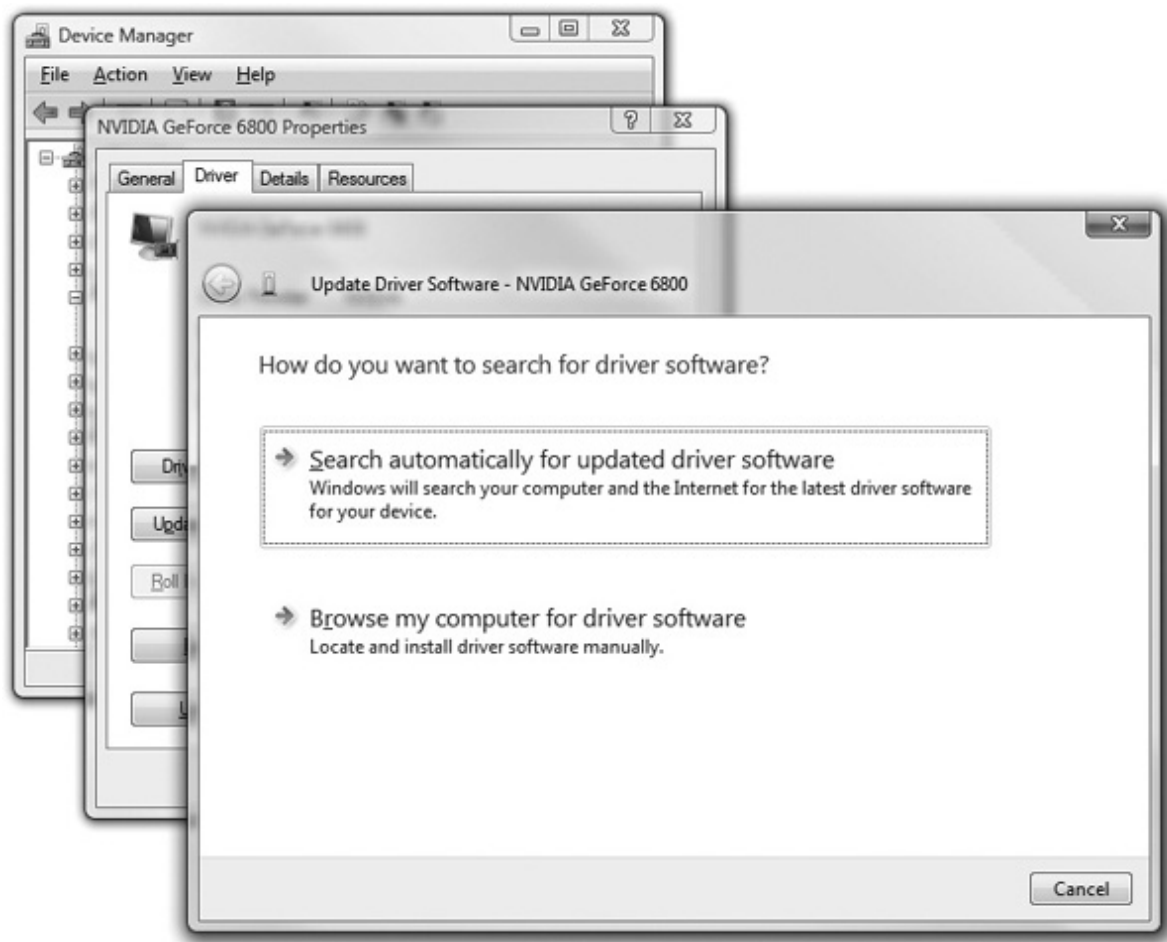 Device Manager
File Action View Help
NVIDIA GeForce 6800 Properties
General Driver Details Resources
Update Driver Software - NVIDIA GeForce 6800
How do you want to search for driver software?
Search automatically for updated driver software
Windows will search your computer and the Internet for the latest driver software
for your device.
Browse my computer for driver software
Locate and install driver software manually.
Roll
Cancel